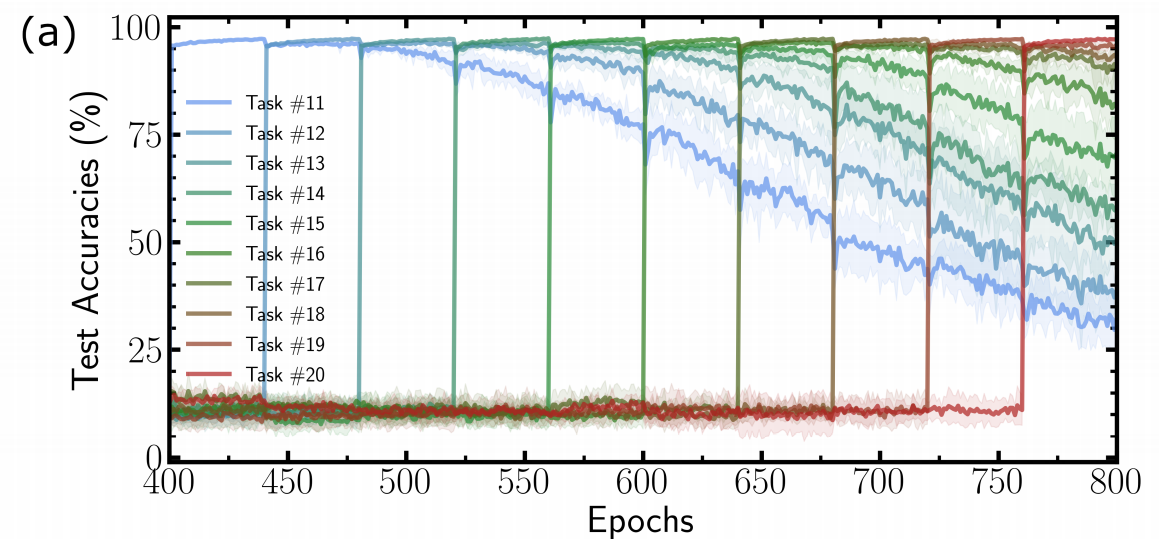 (a)
Test Accuracies (%)
100
75
50
25
0
Task #11
Task #12
Task #13
Task #14
Task #15
Task #16
Task #17
Task #18
Task #19
Task #20
400 450 500 550 600 650 700 750 800
Epochs